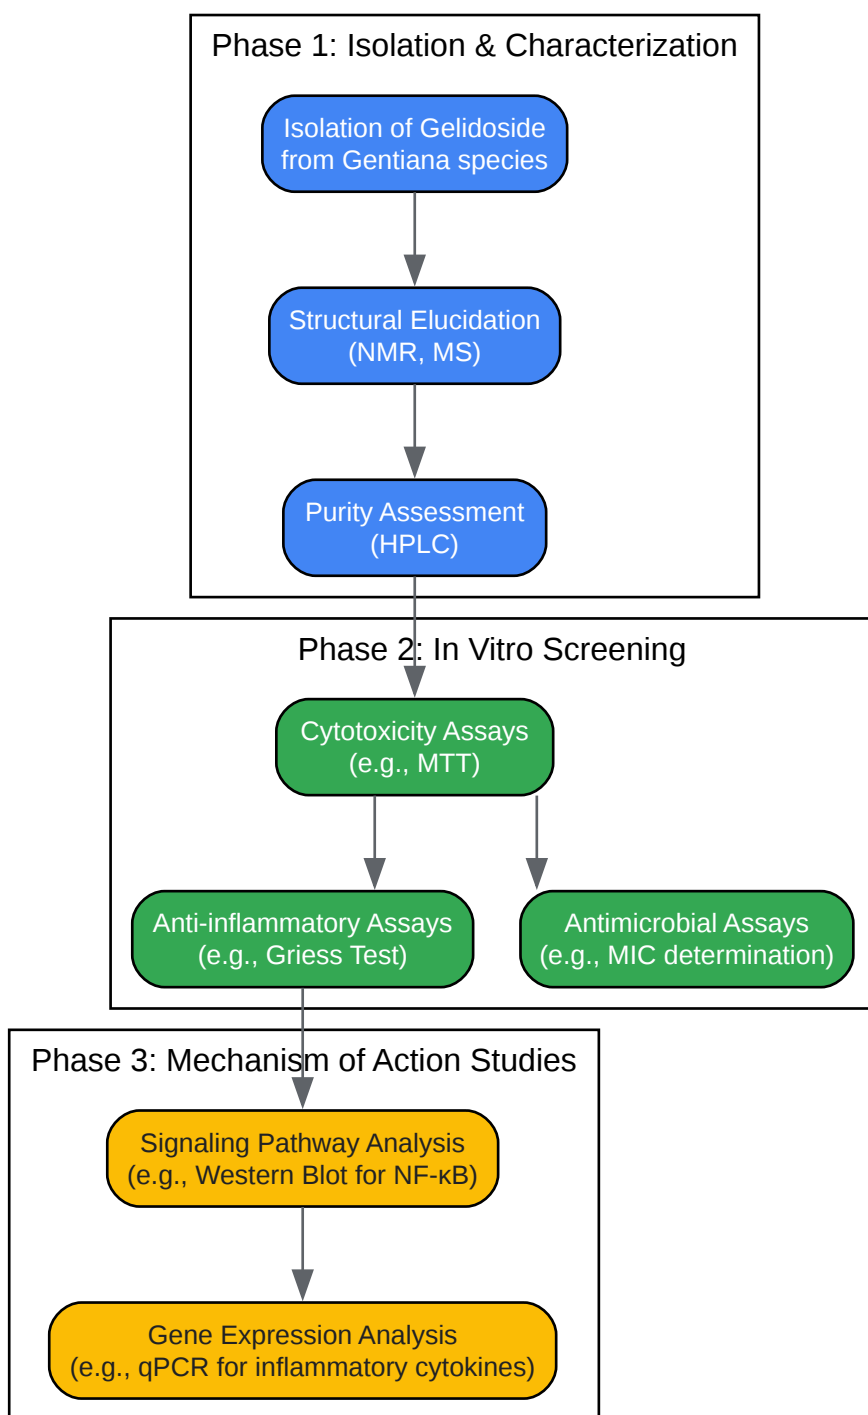 Phase 1: Isolation & Characterization
Isolation of Gelidoside
from Gentiana species
Structural Elucidation
(NMR, MS)
Purity Assessment
(HPLC)
Phase 2: In Vitro Screening
Cytotoxicity Assays
(e.g., MTT)
Anti-inflammatory Assays
(e.g., Griess Test)
Antimicrobial Assays
(e.g., MIC determination)
Phase 3: Mechanism of Action Studies
Signaling Pathway Analysis
(e.g., Western Blot for NF-κB)
Gene Expression Analysis
(e.g., qPCR for inflammatory cytokines)